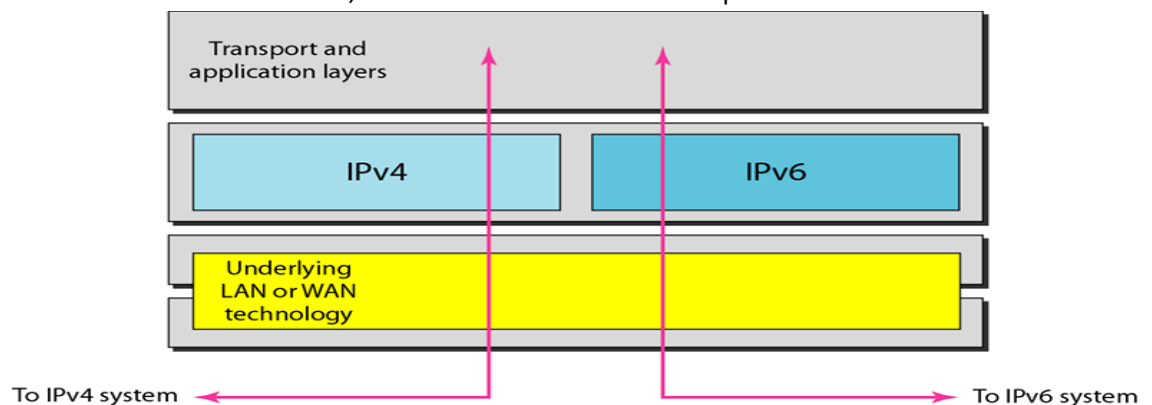 Transport and
application layers
IPv4
IPv6
Underlying
LAN or WAN
technology
To IPv4 system
To IPv6 system